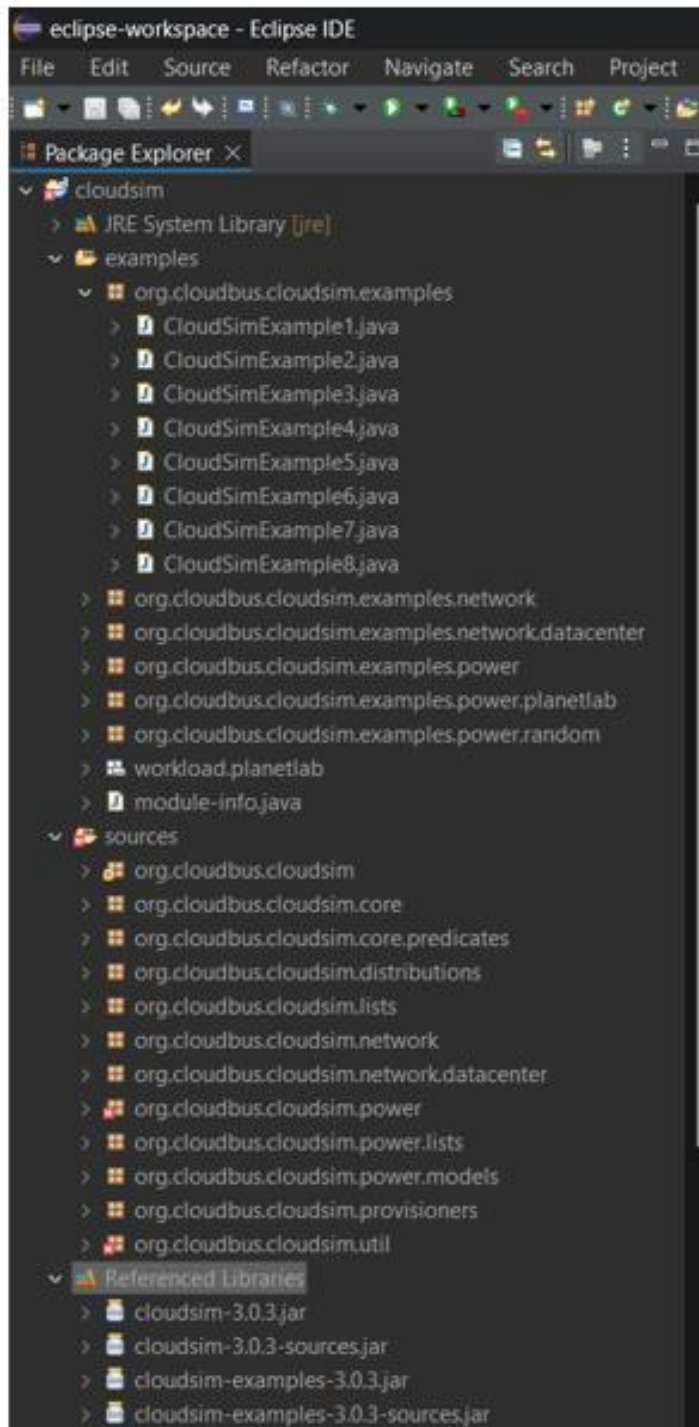 eclipse-workspace - Eclipse IDE
File Edit Source Refactor Navigate Search Project
Package Explorer
cloudsim
JRE System Library [jre]
examples
org.cloudbus.cloudsim.examples
CloudSimExample1.java
CloudSimExample2.java
CloudSimExample3.java
CloudSimExample4.java
CloudSimExample5.java
CloudSimExample6.java
CloudSimExample7.java
CloudSimExample8.java
org.cloudbus.cloudsim.examples.network
org.cloudbus.cloudsim.examples.network.datacenter
org.cloudbus.cloudsim.examples.power
org.cloudbus.cloudsim.examples.power.planetlab
org.cloudbus.cloudsim.examples.power.random
workload.planetlab
module-info.java
sources
org.cloudbus.cloudsim
org.cloudbus.cloudsim.core
org.cloudbus.cloudsim.core.predicates
org.cloudbus.cloudsim.distributions
org.cloudbus.cloudsim.lists
org.cloudbus.cloudsim.network
org.cloudbus.cloudsim.network.datacenter
org.cloudbus.cloudsim.power
org.cloudbus.cloudsim.power.lists
org.cloudbus.cloudsim.power.models
org.cloudbus.cloudsim.provisioners
org.cloudbus.cloudsim.util
Referenced Libraries
cloudsim-3.0.3.jar
cloudsim-3.0.3-sources.jar
cloudsim-examples-3.0.3.jar
cloudsim-examples-3.0.3-sources.jar